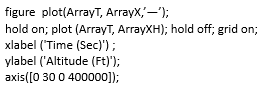 figure plot(ArrayT, ArrayX,'—');
hold on; plot (ArrayT, ArrayXH); hold off; grid on;
xlabel ('Time (Sec)') ;
ylabel ('Altitude (Ft)');
axis([0 30 0 400000]);